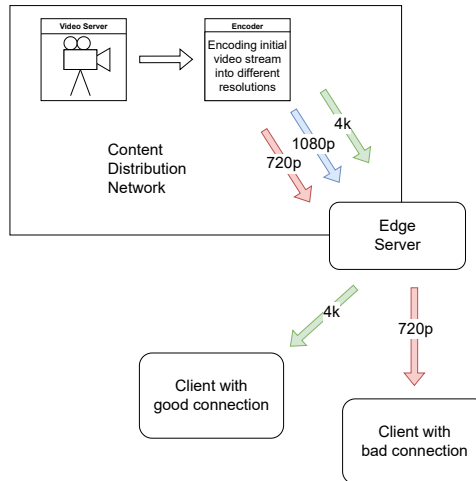 Video Server
Encoder
Encoding initial
video stream
into different
resolutions
4k
1080p
720p
Content
Distribution
Network
Edge
Server
4k
720p
Client with
good connection
Client with
bad connection